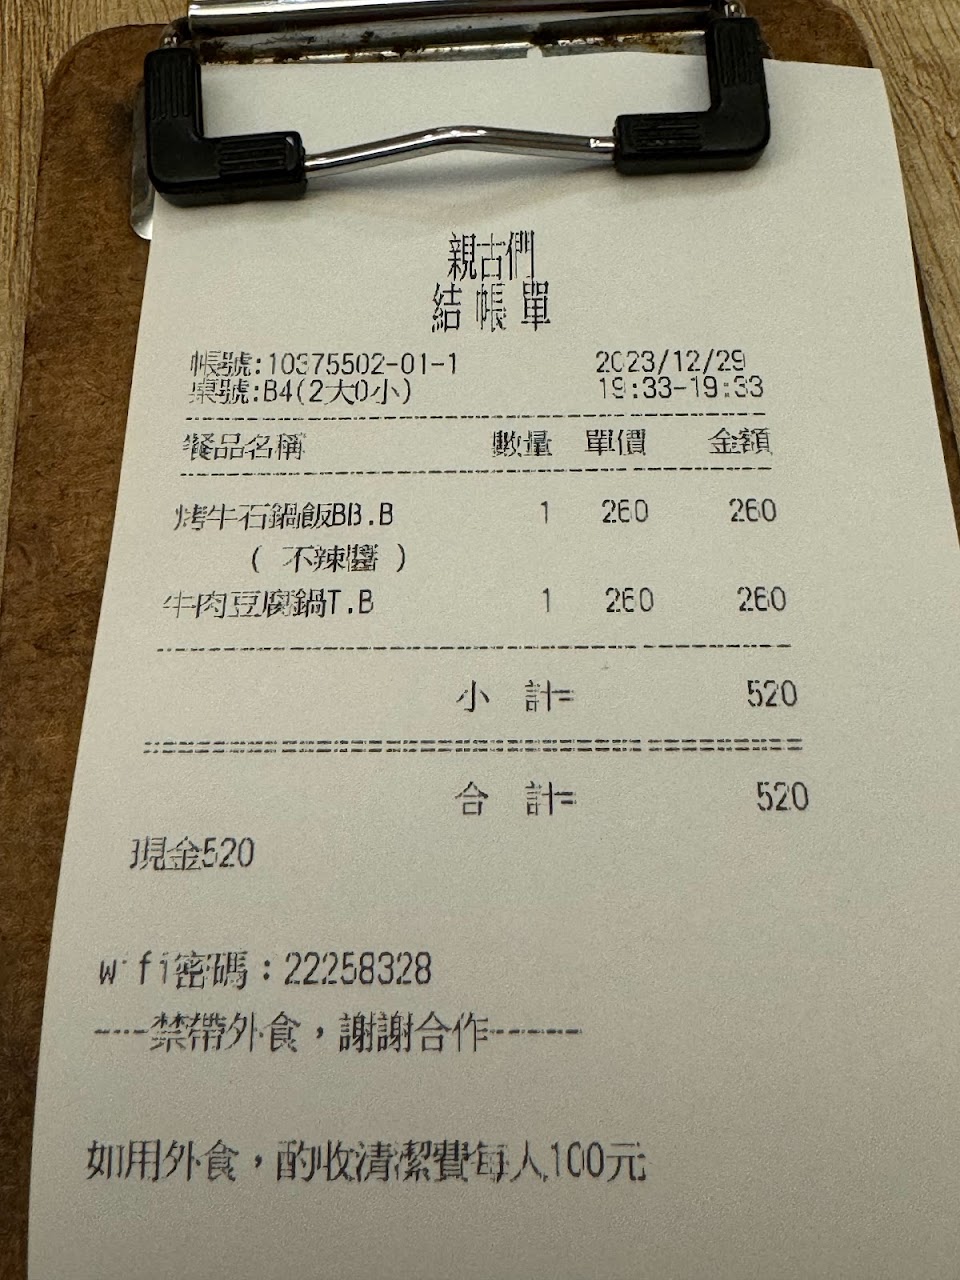 親古們
結帳單
帳號:10375502-01-1 2023/12/29
桌號:B4(2大0小) 19:33-19:33
餐品名稱 數量 單價 金額
烤牛石鍋飯BB.B 1 260 260
( 不辣醬 )
牛肉豆腐鍋T.B 1 260 260
小 計= 520
合 計= 520
現金520
wifi密碼：22258328
----禁帶外食，謝謝合作------
如用外食，酌收清潔費每人100元